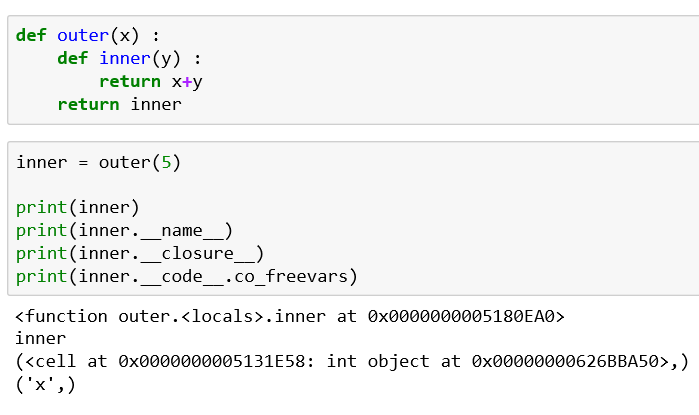 def outer(x) :
    def inner(y) :
        return x+y
    return inner
inner = outer(5)
print(inner)
print(inner.__name__)
print(inner.__closure__)
print(inner.__code__.co_freevars)
<function outer.<locals>.inner at 0x0000000005180EA0>
inner
(<cell at 0x0000000005131E58: int object at 0x00000000626BBA50>,)
('x',)